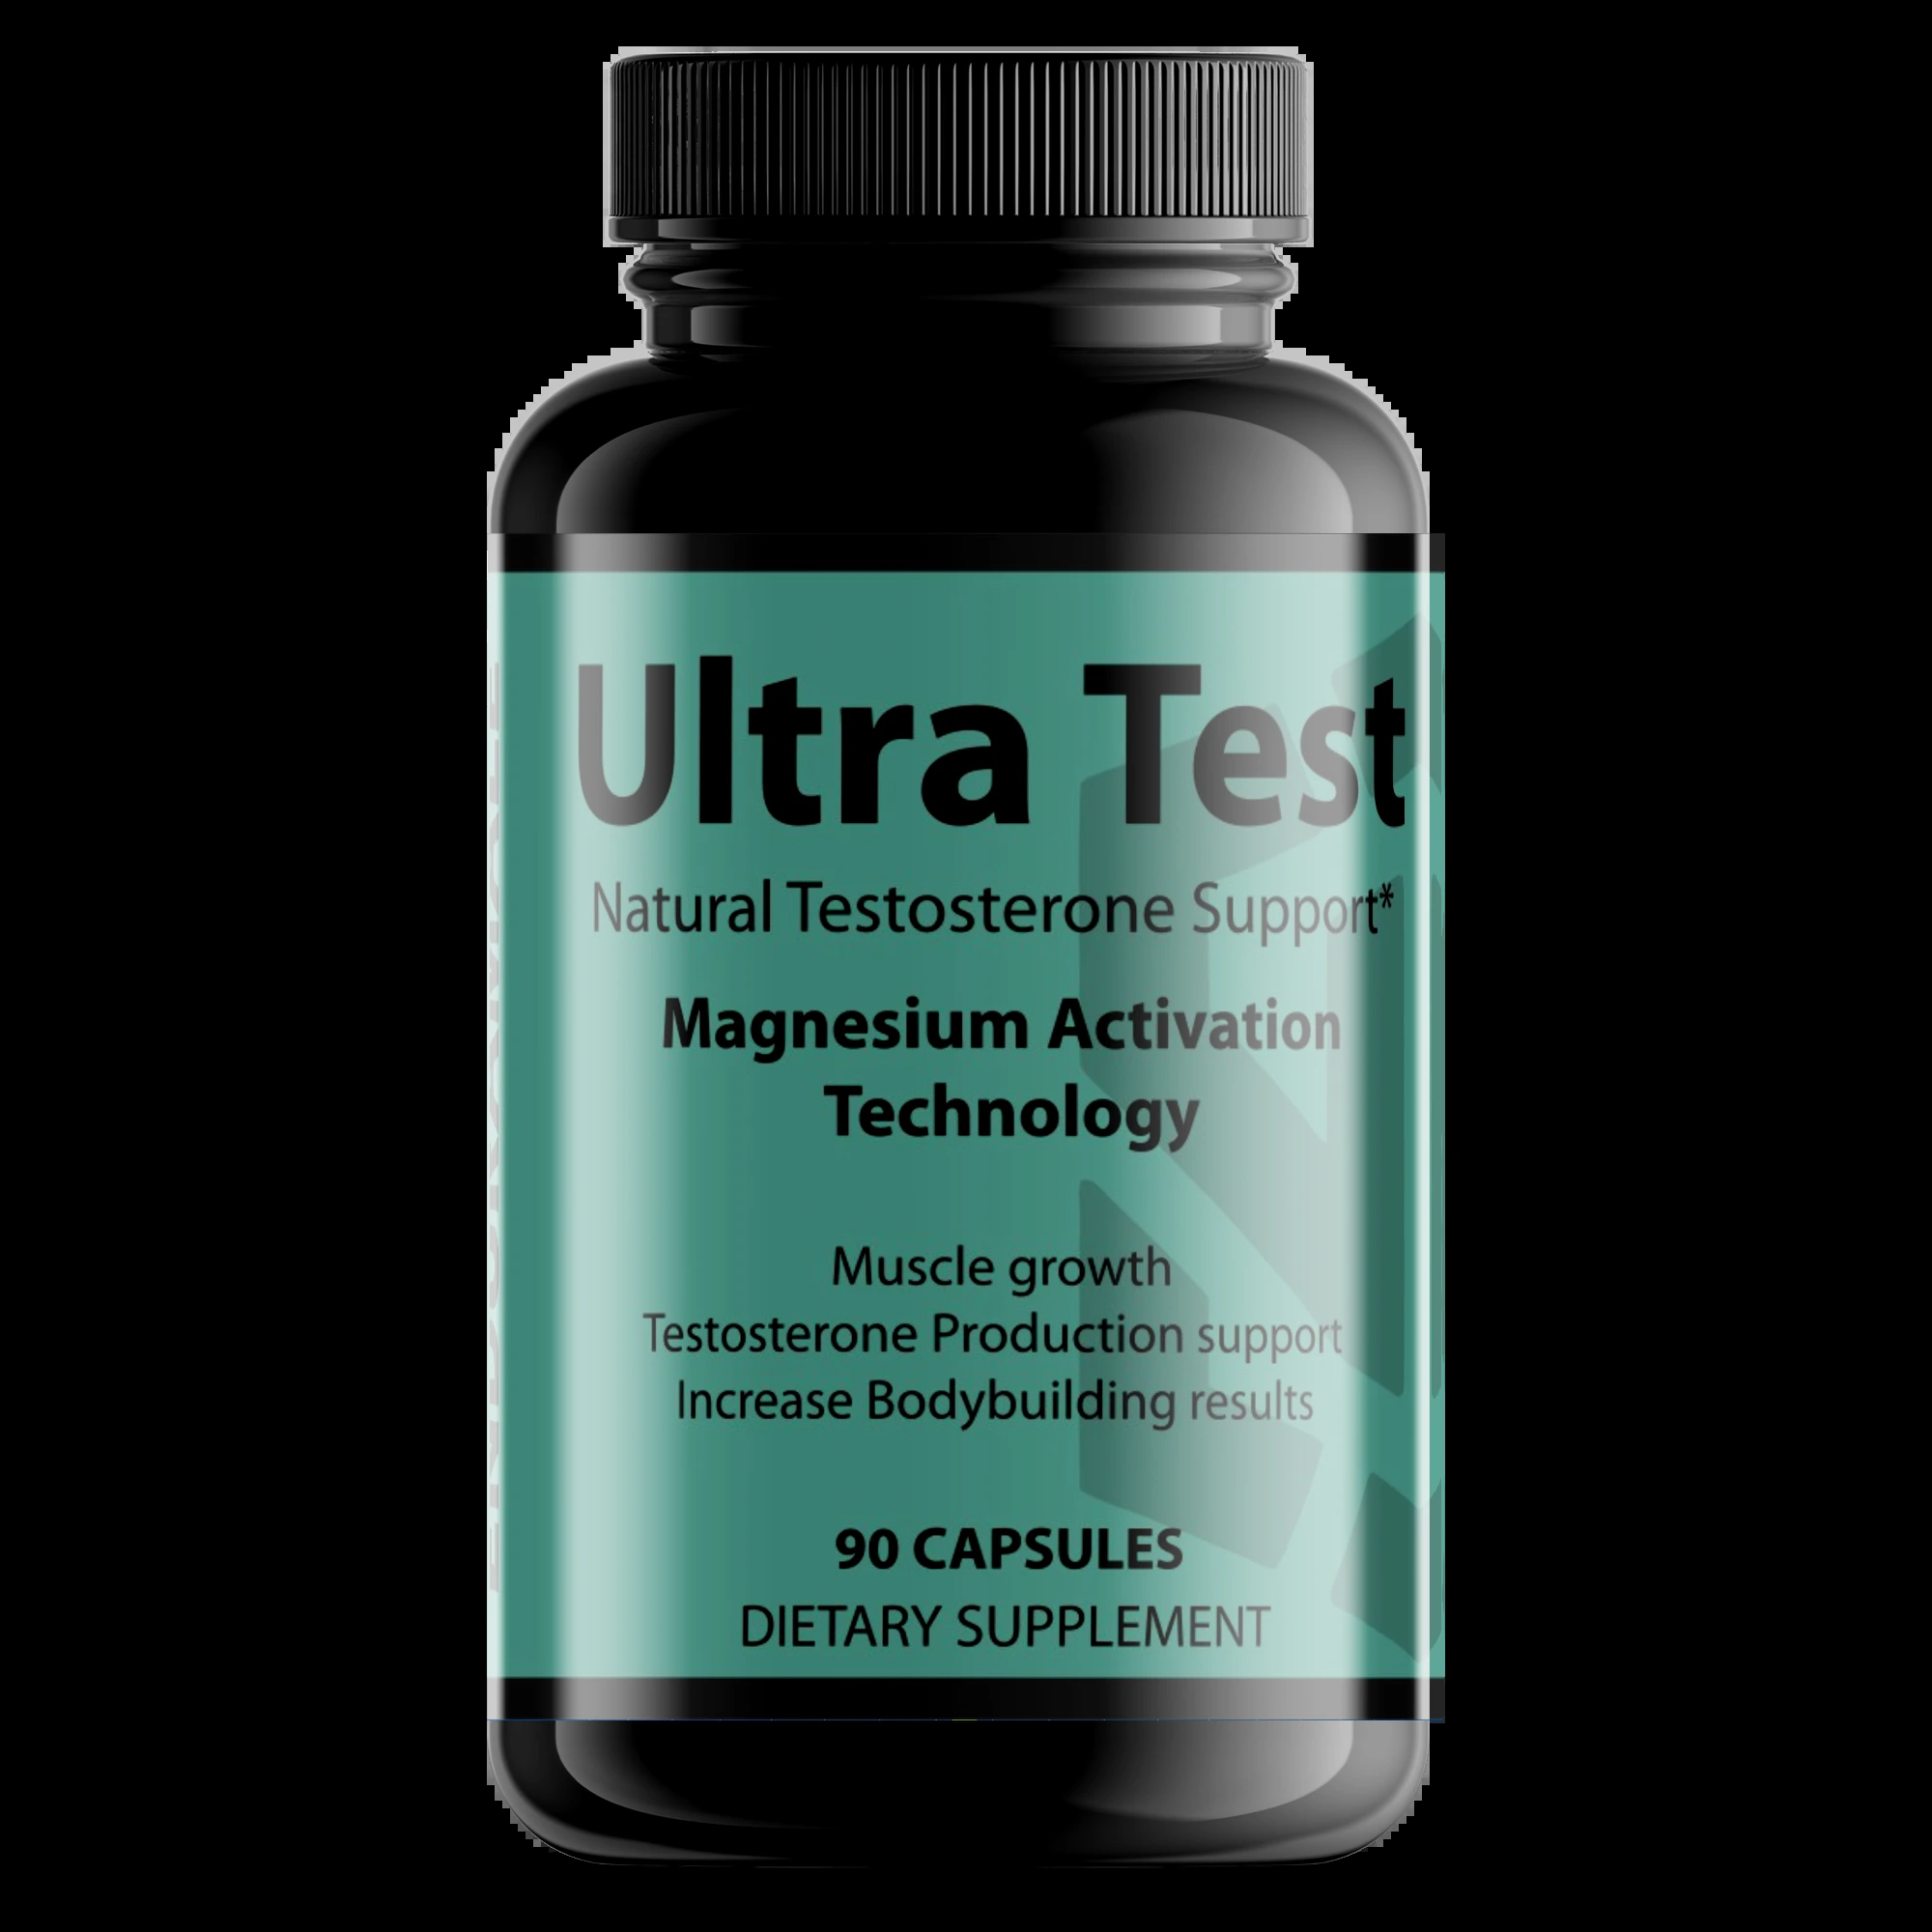 Ultra Test
Natural Testosterone Support*
Magnesium Activation
Technology
Muscle growth
Testosterone Production support
Increase Bodybuilding results
90 CAPSULES
DIETARY SUPPLEMENT